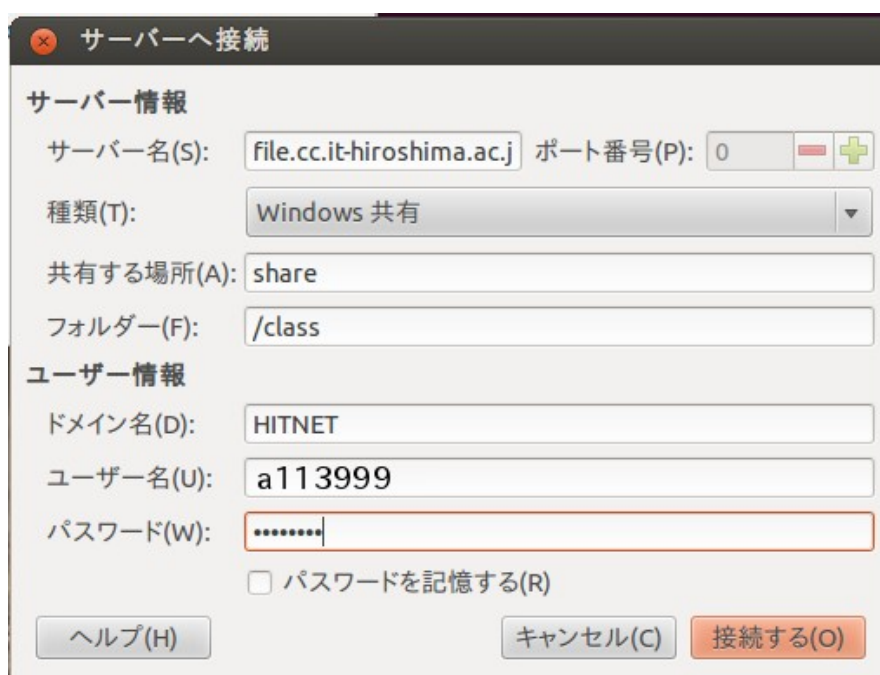 サーバーへ接続
サーバー情報
サーバー名(S): file.cc.it-hiroshima.ac.j ポート番号(P): 0
種類(T): Windows 共有
共有する場所(A): share
フォルダー(F): /class
ユーザー情報
ドメイン名(D): HITNET
ユーザー名(U): a113999
パスワード(W): ••••••••
パスワードを記憶する(R)
ヘルプ(H) キャンセル(C) 接続する(O)